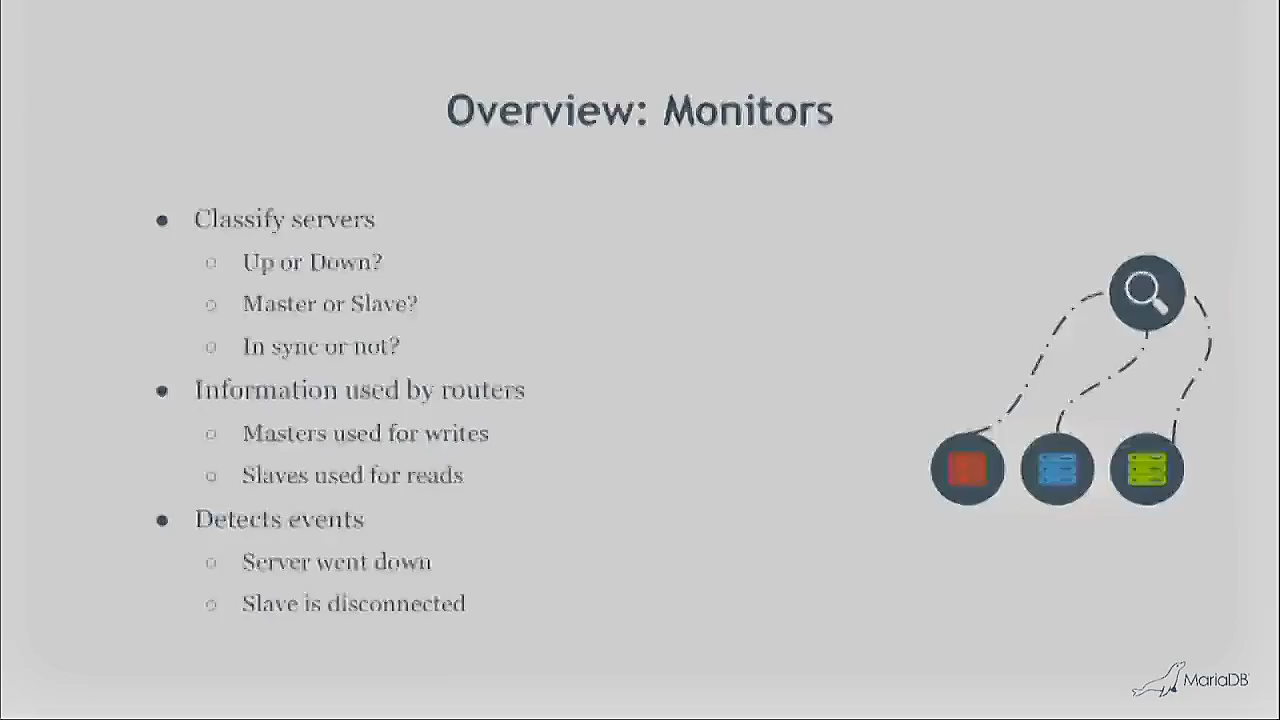 Overview: Monitors
● Classify servers
○ Up or Down?
○ Master or Slave?
○ In sync or not?
● Information used by routers
○ Masters used for writes
○ Slaves used for reads
● Detects events
○ Server went down
○ Slave is disconnected
MariaDB